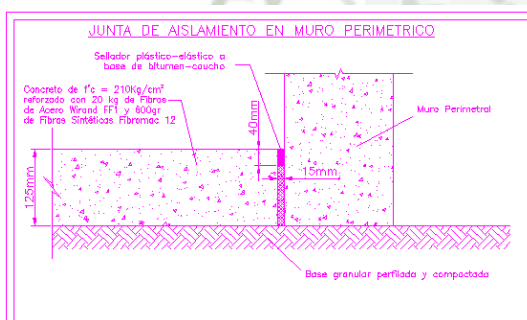 JUNTA DE AISLAMIENTO EN MURO PERIMETRICO
Sellador plástico-elástico a
base de bitumen-caucho
Concreto de f'c = 210Kg/cm²
reforzado con 20 kg de Fibras
de Acero Wirand FF1 y 600gr
de Fibras Sintéticas Fibromac 12
Muro Perimetral
40mm
15mm
125mm
Base granular perfilada y compactada